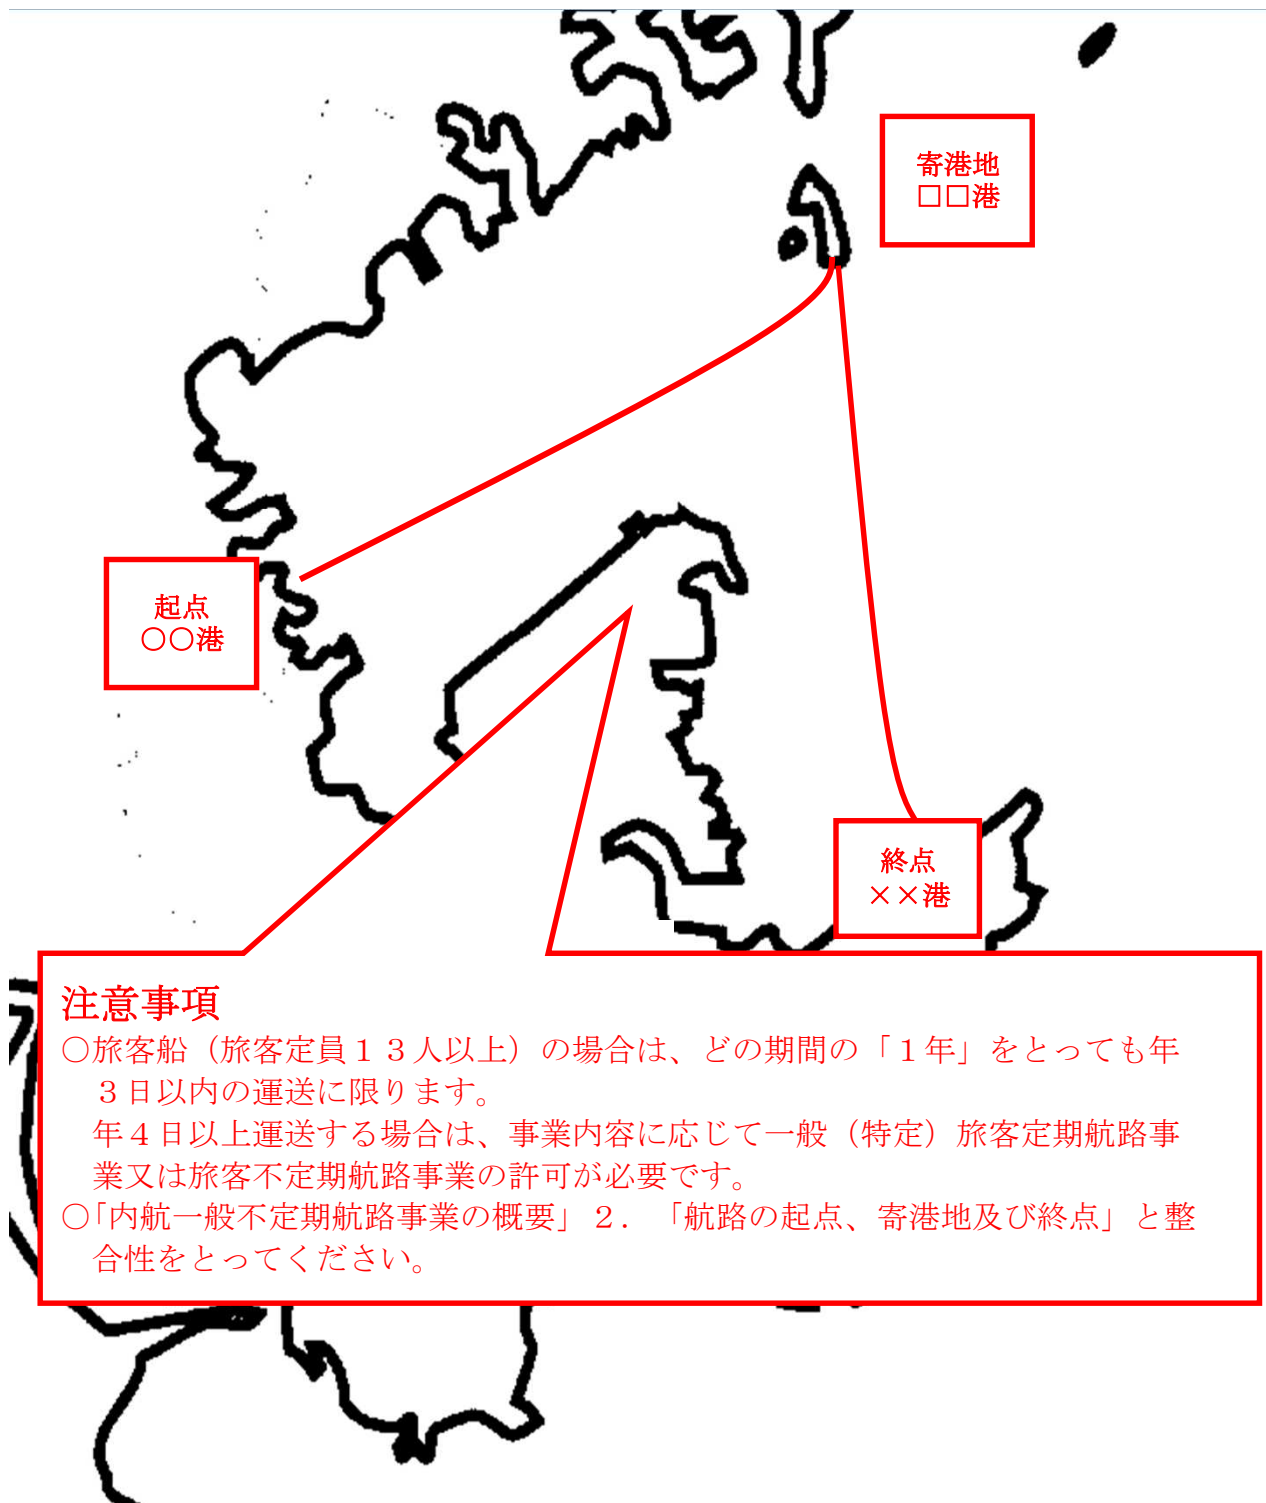 寄港地
□□港
起点
○○港
終点
××港
注意事項
○旅客船（旅客定員１３人以上）の場合は、どの期間の「１年」をとっても年
３日以内の運送に限ります。
年４日以上運送する場合は、事業内容に応じて一般（特定）旅客定期航路事
業又は旅客不定期航路事業の許可が必要です。
○「内航一般不定期航路事業の概要」２．「航路の起点、寄港地及び終点」と整
合性をとってください。